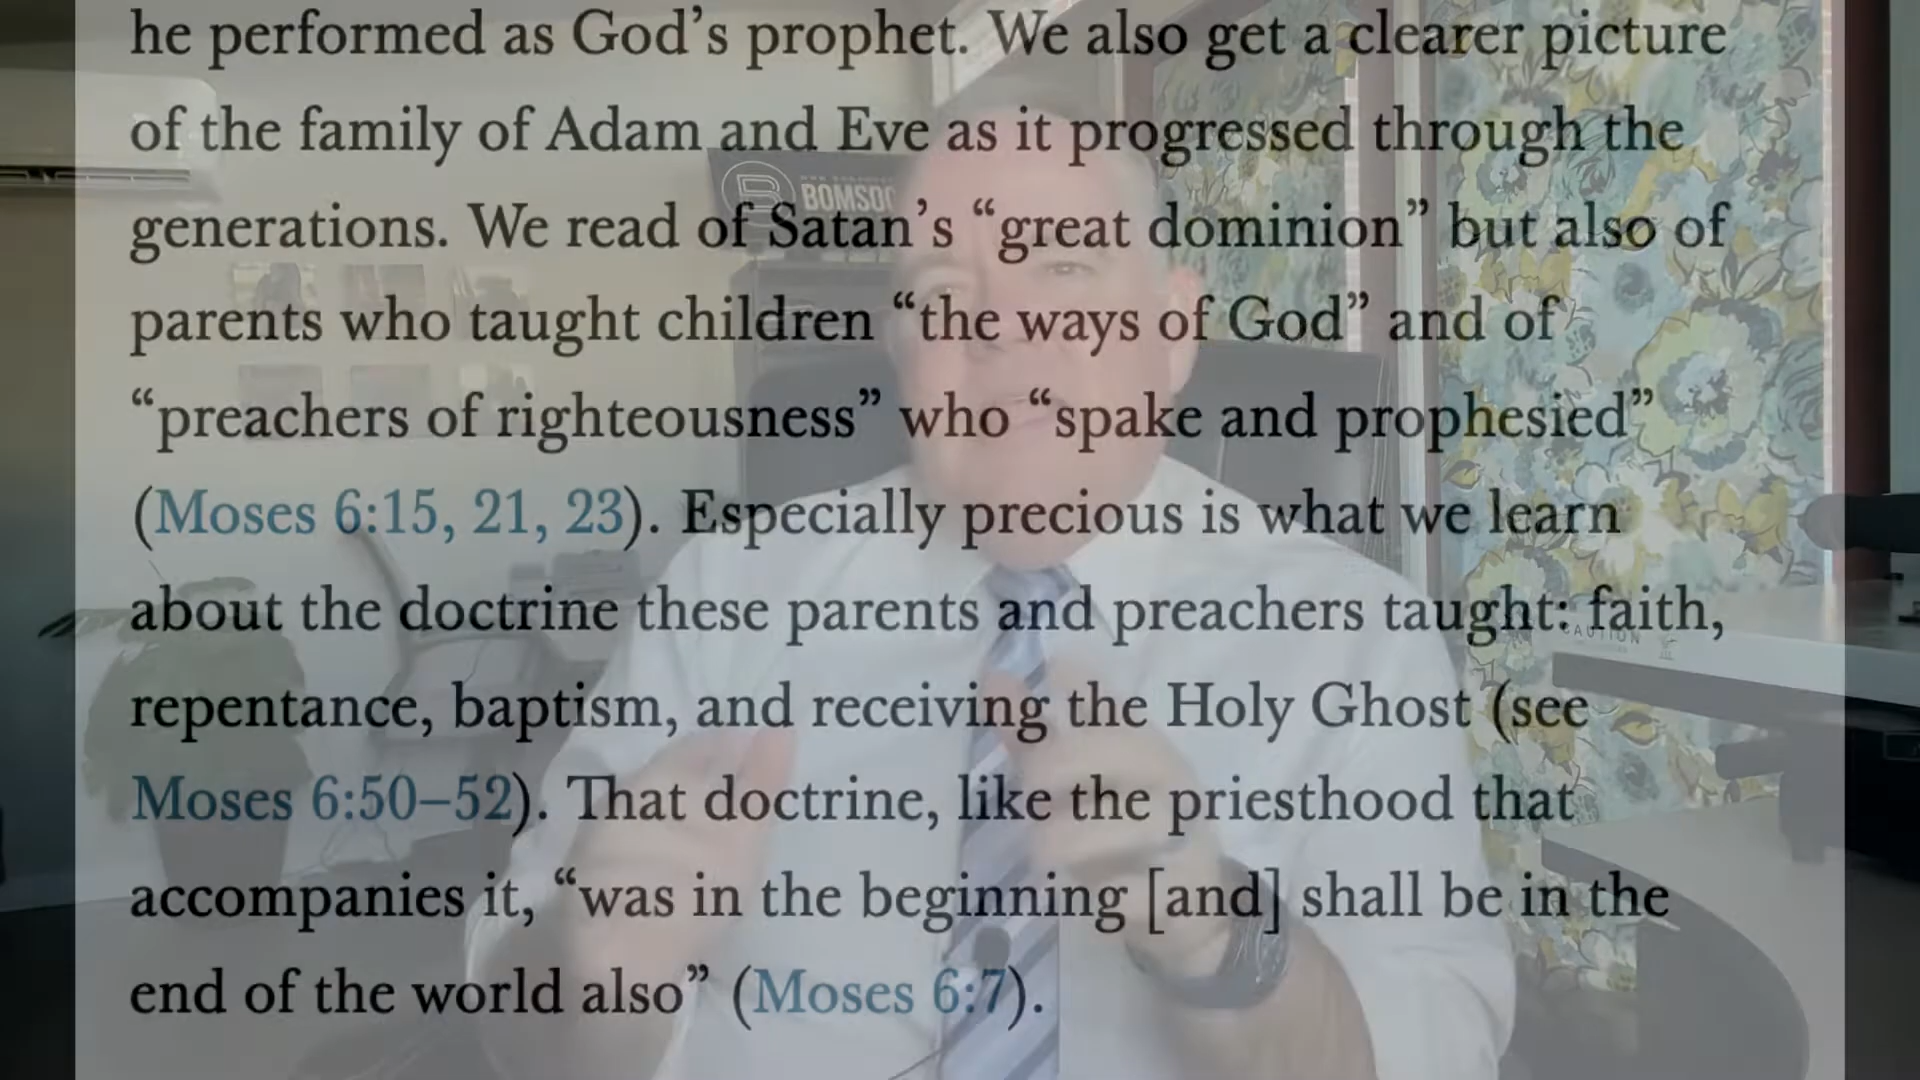 he performed as God’s prophet. We also get a clearer picture
of the family of Adam and Eve as it progressed through the
generations. We read of Satan’s “great dominion” but also of
parents who taught children “the ways of God” and of
“preachers of righteousness” who “spake and prophesied”
(Moses 6:15, 21, 23). Especially precious is what we learn
about the doctrine these parents and preachers taught: faith,
repentance, baptism, and receiving the Holy Ghost (see
Moses 6:50–52). That doctrine, like the priesthood that
accompanies it, “was in the beginning [and] shall be in the
end of the world also” (Moses 6:7).
BOMSOC
CAUTION